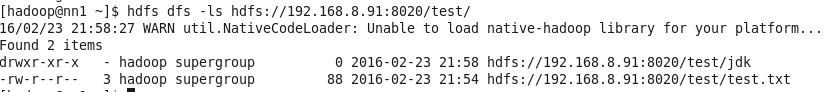 [hadoop@nn1 ~]$ hdfs dfs -ls hdfs://192.168.8.91:8020/test/
16/02/23 21:58:27 WARN util.NativeCodeLoader: Unable to load native-hadoop library for your platform...
Found 2 items
drwxr-xr-x   - hadoop supergroup          0 2016-02-23 21:58 hdfs://192.168.8.91:8020/test/jdk
-rw-r--r--   3 hadoop supergroup         88 2016-02-23 21:54 hdfs://192.168.8.91:8020/test/test.txt